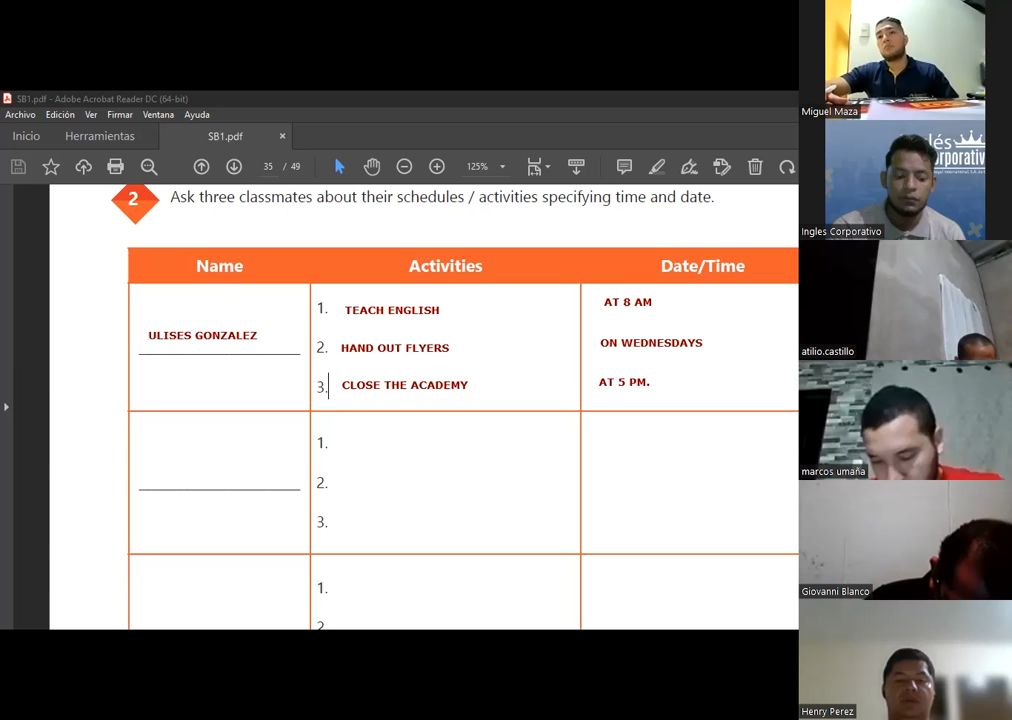 SB1.pdf - Adobe Acrobat Reader DC (64-bit)
Archivo Edición Ver Firmar Ventana Ayuda
Inicio Herramientas SB1.pdf ×
35 / 49 125%
2 Ask three classmates about their schedules / activities specifying time and date.
Name Activities Date/Time
1. TEACH ENGLISH AT 8 AM
ULISES GONZALEZ
2. HAND OUT FLYERS ON WEDNESDAYS
3. CLOSE THE ACADEMY AT 5 PM.
1.
2.
3.
1.
2
Miguel Maza
lés
orporativ
Ingles Corporativo
atilio.castillo
marcos umaña
Giovanni Blanco
Henry Perez